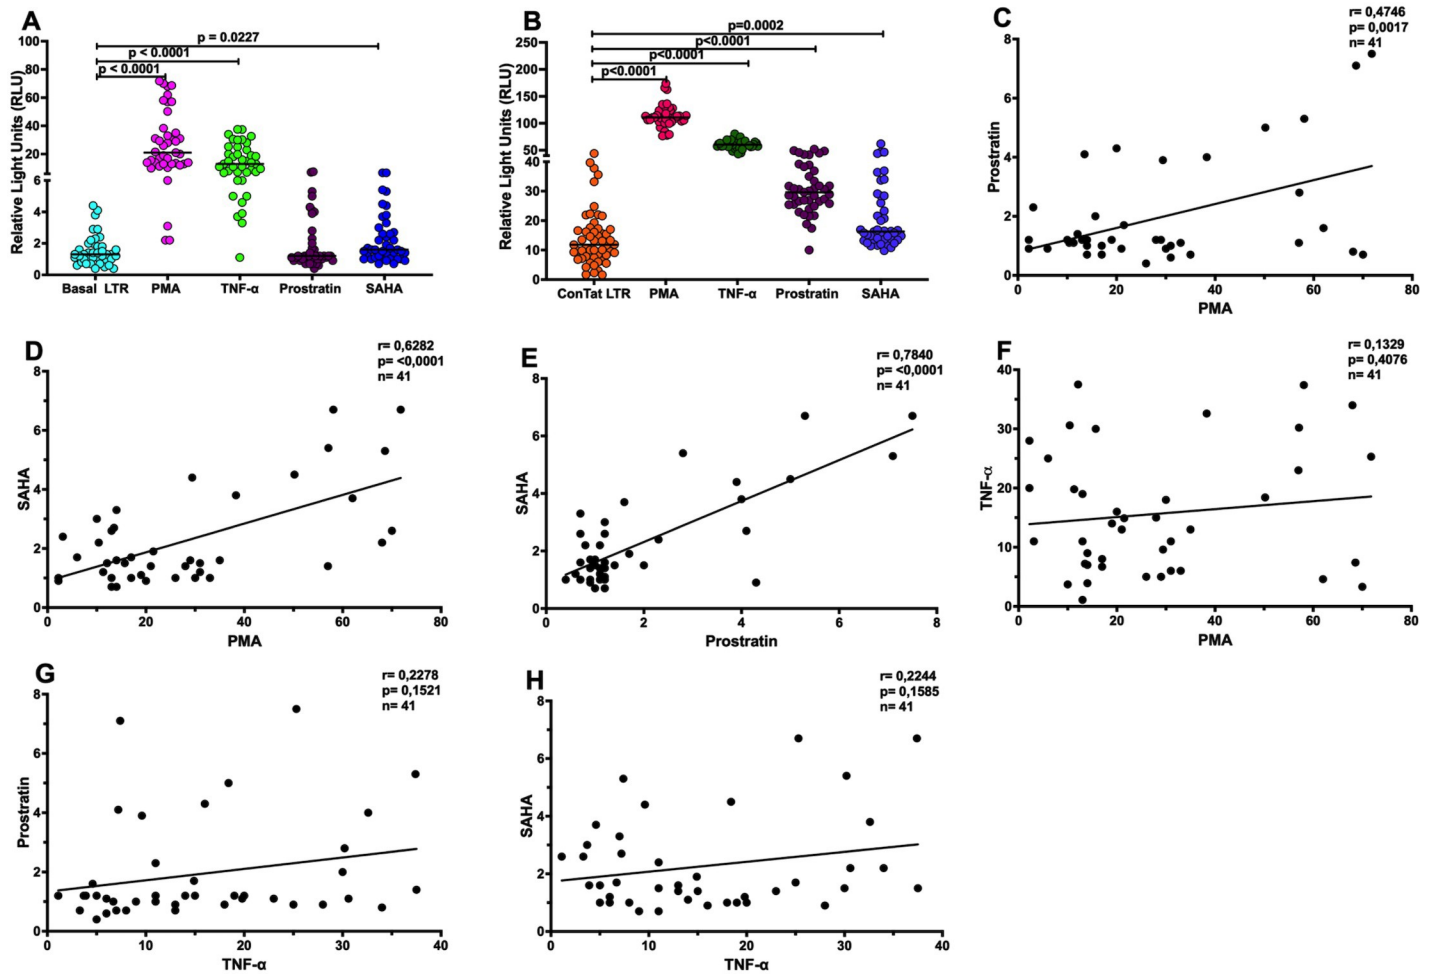 A
p = 0.0227
p < 0.0001
p < 0.0001
Relative Light Units (RLU)
100
80
60
40
20
6
4
2
0
Basal LTR PMA TNF-α Prostratin SAHA
B
p=0.0002
p<0.0001
p<0.0001
p<0.0001
Relative Light Units (RLU)
250
200
150
100
50
40
30
20
10
0
ConTat LTR PMA TNF-α Prostratin SAHA
C
r= 0,4746
p= 0,0017
n= 41
Prostratin
8
6
4
2
0
0 20 40 60 80
PMA
D
r= 0,6282
p= <0,0001
n= 41
SAHA
8
6
4
2
0
0 20 40 60 80
PMA
E
r= 0,7840
p= <0,0001
n= 41
SAHA
8
6
4
2
0
0 2 4 6 8
Prostratin
F
r= 0,1329
p= 0,4076
n= 41
TNF-α
40
30
20
10
0
0 20 40 60 80
PMA
G
r= 0,2278
p= 0,1521
n= 41
Prostratin
8
6
4
2
0
0 10 20 30 40
TNF-α
H
r= 0,2244
p= 0,1585
n= 41
SAHA
8
6
4
2
0
0 10 20 30 40
TNF-α